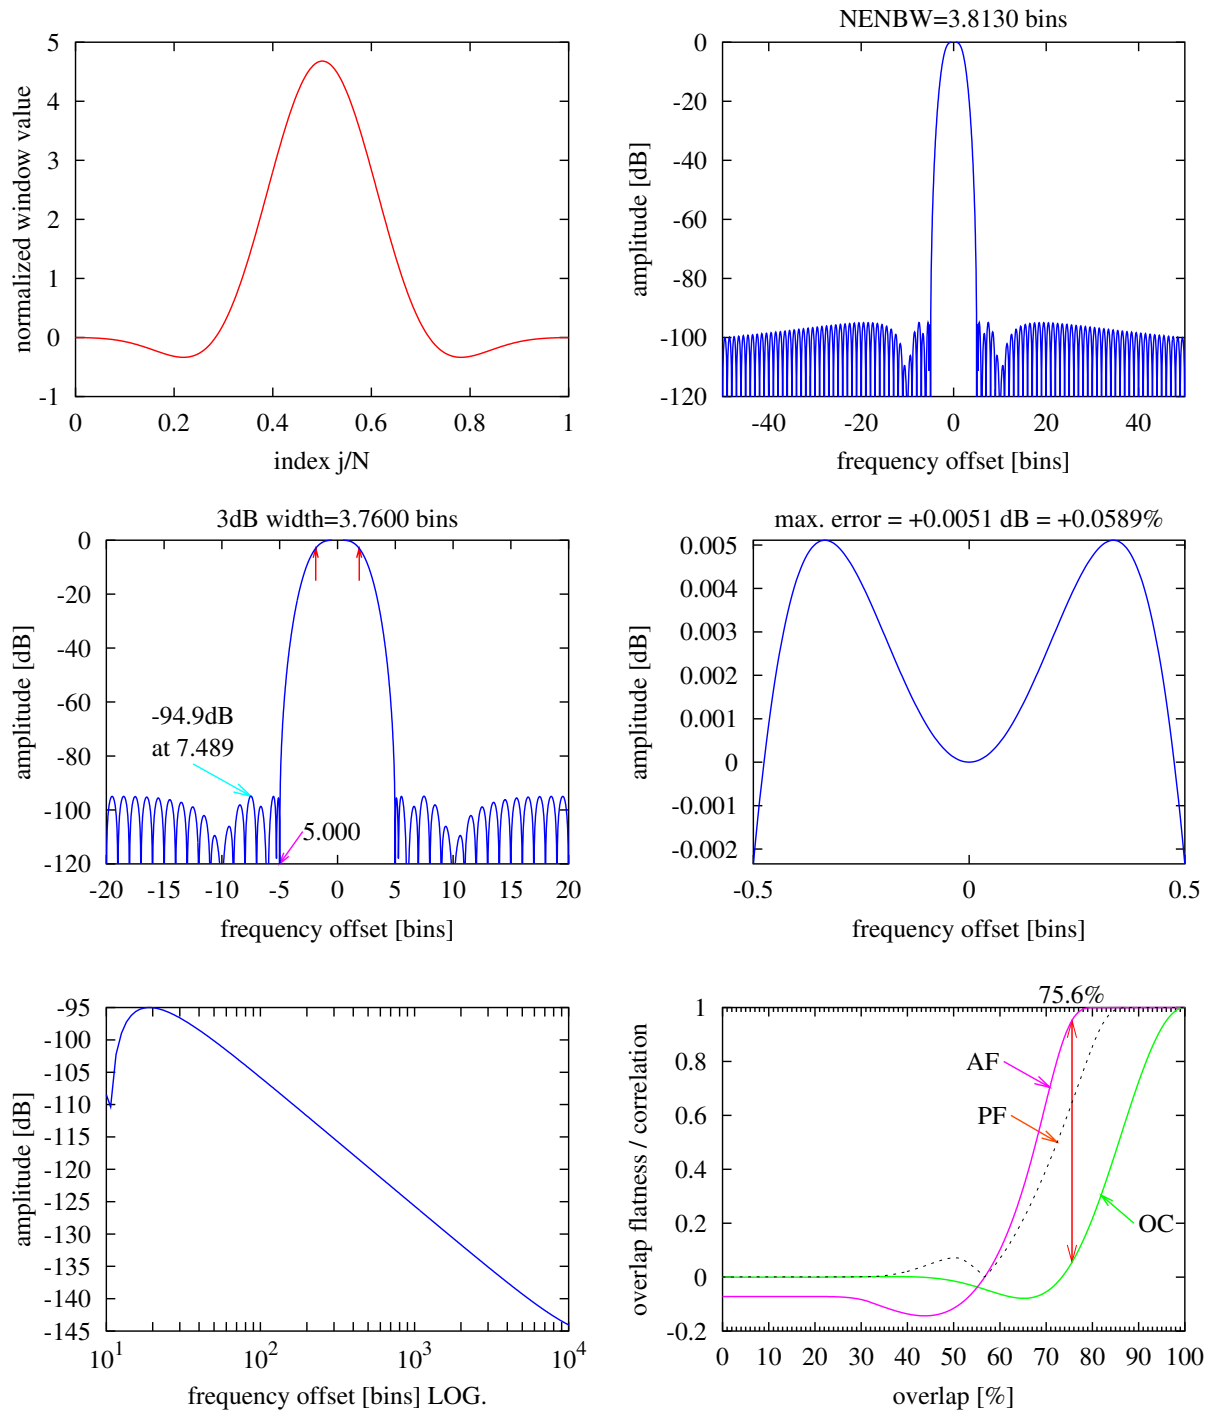 5
4
3
2
1
0
-1
0 0.2 0.4 0.6 0.8 1
normalized window value
index j/N
NENBW=3.8130 bins
0
-20
-40
-60
-80
-100
-120
-40 -20 0 20 40
amplitude [dB]
frequency offset [bins]
3dB width=3.7600 bins
0
-20
-40
-60
-80
-100
-120
-20 -15 -10 -5 0 5 10 15 20
amplitude [dB]
frequency offset [bins]
-94.9dB
at 7.489
5.000
max. error = +0.0051 dB = +0.0589%
0.005
0.004
0.003
0.002
0.001
0
-0.001
-0.002
-0.5 0 0.5
amplitude [dB]
frequency offset [bins]
-95
-100
-105
-110
-115
-120
-125
-130
-135
-140
-145
10^1 10^2 10^3 10^4
amplitude [dB]
frequency offset [bins] LOG.
75.6%
1
0.8
0.6
0.4
0.2
0
-0.2
0 10 20 30 40 50 60 70 80 90 100
overlap flatness / correlation
overlap [%]
AF
PF
OC